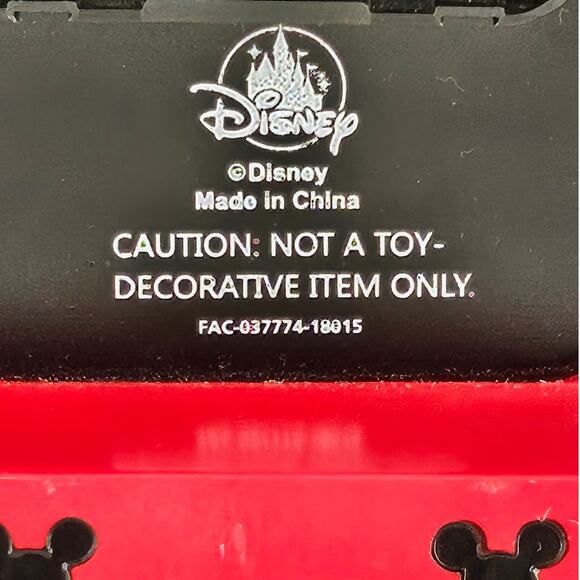 Disney
©Disney
Made in China
CAUTION: NOT A TOY-
DECORATIVE ITEM ONLY.
FAC-037774-18015